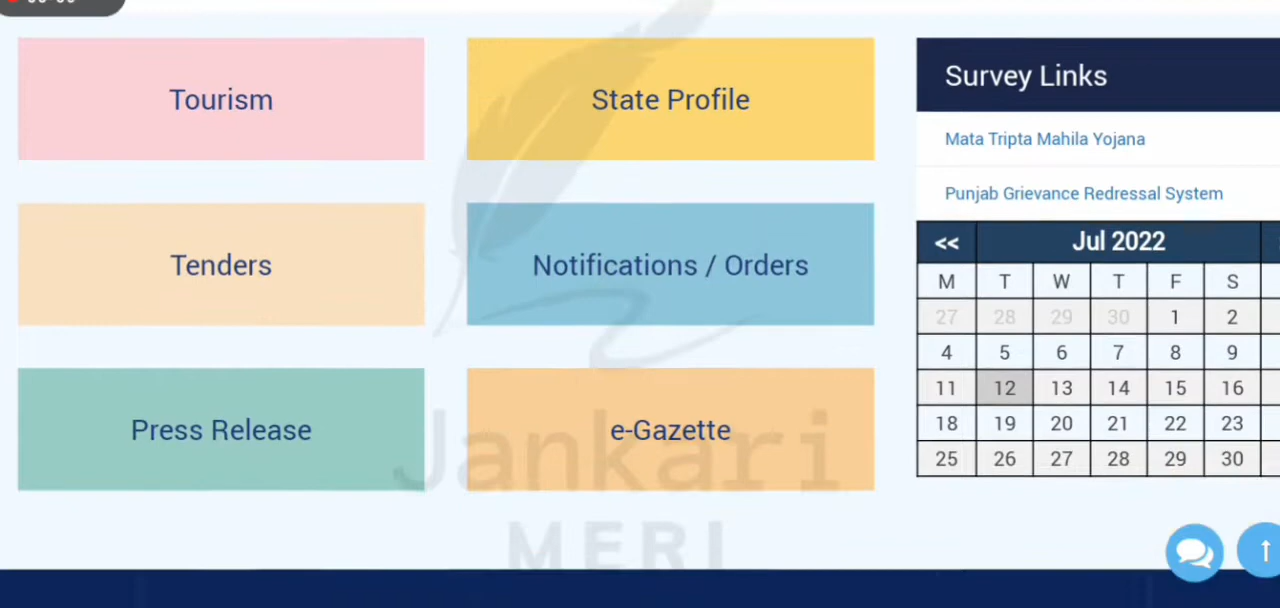 Tourism
State Profile
Tenders
Notifications / Orders
Press Release
e-Gazette
Survey Links
Mata Tripta Mahila Yojana
Punjab Grievance Redressal System
<< Jul 2022
M T W T F S
27 28 29 30 1 2
4 5 6 7 8 9
11 12 13 14 15 16
18 19 20 21 22 23
25 26 27 28 29 30
Jankari
MERI